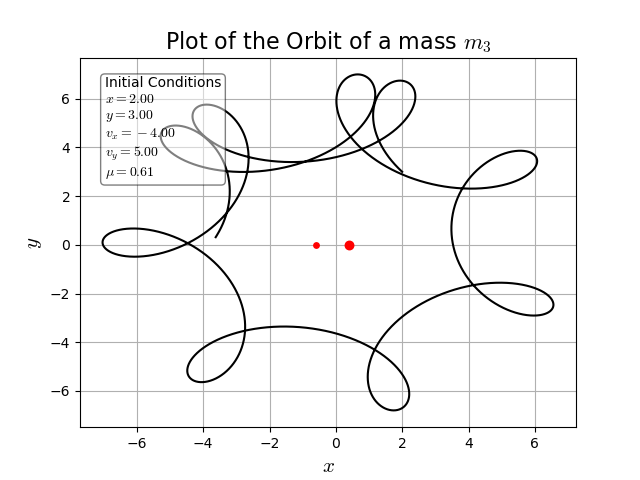 Plot of the Orbit of a mass m₃
Initial Conditions
x = 2.00
y = 3.00
vₓ = −4.00
v_y = 5.00
μ = 0.61
6
4
2
0
−2
−4
−6
y
−6 −4 −2 0 2 4 6
x